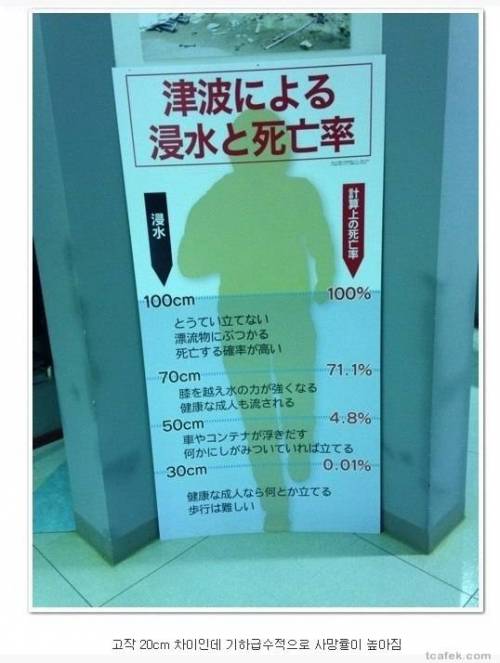 津波による
浸水と死亡率
浸水
計算上の死亡率
100cm 100%
とうてい立てない
漂流物にぶつかる
死亡する確率が高い
70cm 71.1%
膝を越え水の力が強くなる
健康な成人も流される
50cm 4.8%
車やコンテナが浮きだす
何かにしがみついていれば立てる
30cm 0.01%
健康な成人なら何とか立てる
歩行は難しい
고작 20cm 차이인데 기하급수적으로 사망률이 높아짐
tcafek.com